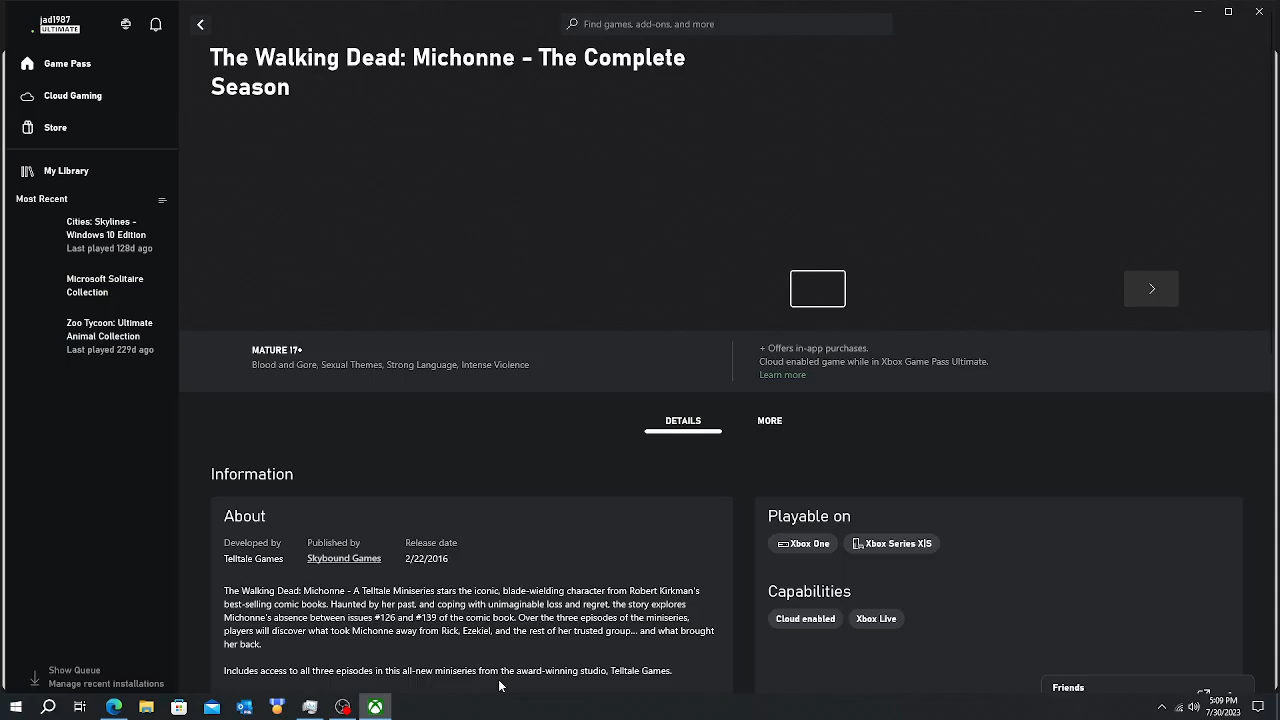 jad1987
ULTIMATE
Game Pass
Cloud Gaming
Store
My Library
Most Recent
Cities: Skylines -
Windows 10 Edition
Last played 128d ago
Microsoft Solitaire
Collection
Zoo Tycoon: Ultimate
Animal Collection
Last played 229d ago
Show Queue
Manage recent installations
Find games, add-ons, and more
The Walking Dead: Michonne - The Complete
Season
MATURE 17+
Blood and Gore, Sexual Themes, Strong Language, Intense Violence
+ Offers in-app purchases.
Cloud enabled game while in Xbox Game Pass Ultimate.
Learn more
DETAILS
MORE
Information
About
Developed by
Published by
Release date
Telltale Games
Skybound Games
2/22/2016
The Walking Dead: Michonne - A Telltale Miniseries stars the iconic, blade-wielding character from Robert Kirkman's
best-selling comic books. Haunted by her past, and coping with unimaginable loss and regret, the story explores
Michonne's absence between issues #126 and #139 of the comic book. Over the three episodes of the miniseries,
players will discover what took Michonne away from Rick, Ezekiel, and the rest of her trusted group... and what brought
her back.
Includes access to all three episodes in this all-new miniseries from the award-winning studio, Telltale Games.
Playable on
Xbox One
Xbox Series X|S
Capabilities
Cloud enabled
Xbox Live
Friends
5:09 PM
7/30/2023